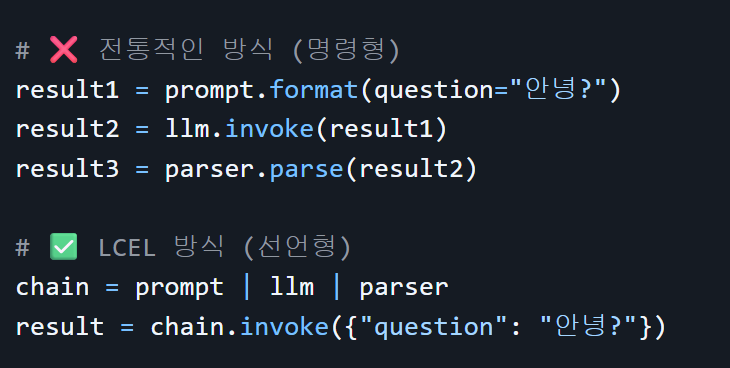 # ❌ 전통적인 방식 (명령형)
result1 = prompt.format(question="안녕?")
result2 = llm.invoke(result1)
result3 = parser.parse(result2)
# ✅ LCEL 방식 (선언형)
chain = prompt | llm | parser
result = chain.invoke({"question": "안녕?"})